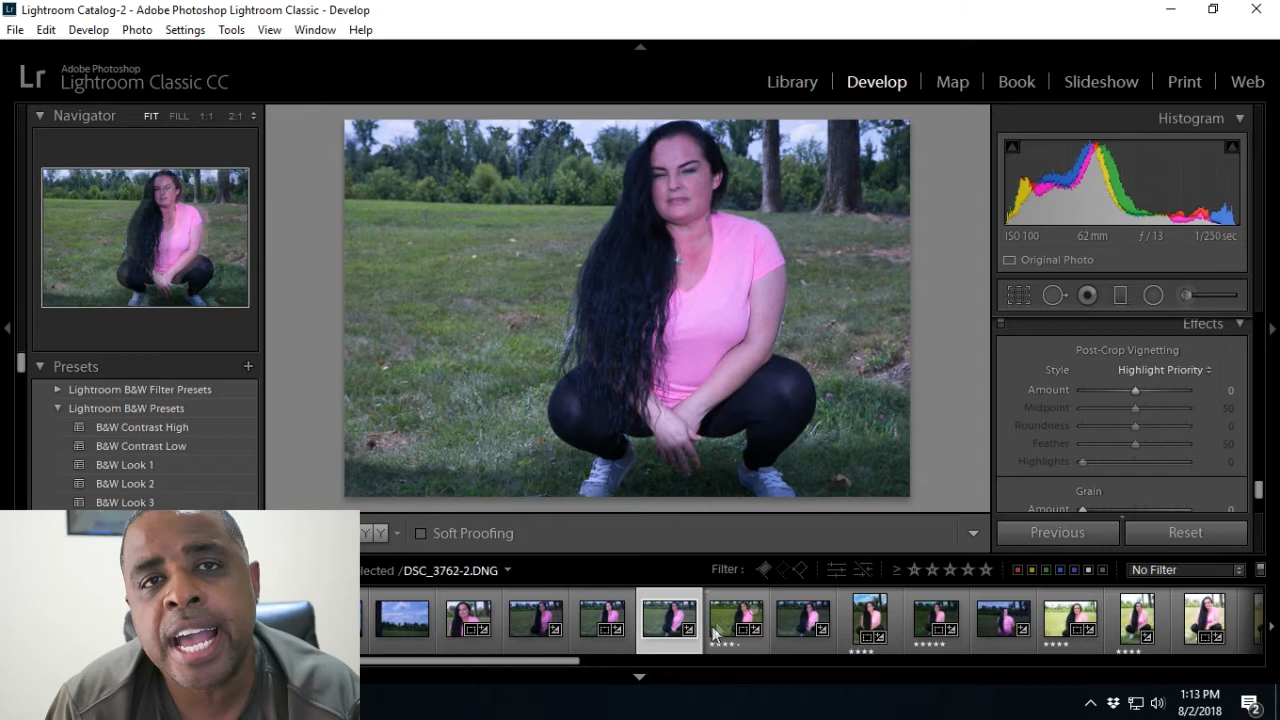 Lr Lightroom Catalog-2 - Adobe Photoshop Lightroom Classic - Develop
File Edit Develop Photo Settings Tools View Window Help
Lr Adobe Photoshop
Lightroom Classic CC
Library Develop Map Book Slideshow Print Web
Navigator FIT FILL 1:1 2:1
Histogram
ISO 100 62 mm ƒ / 13 1/250 sec
Original Photo
Effects
Post-Crop Vignetting
Style Highlight Priority
Amount 0
Midpoint 50
Roundness 0
Feather 50
Highlights 0
Grain
Amount 0
Previous Reset
Presets +
Lightroom B&W Filter Presets
Lightroom B&W Presets
B&W Contrast High
B&W Contrast Low
B&W Look 1
B&W Look 2
B&W Look 3
Y Y Soft Proofing
elected / DSC_3762-2.DNG
Filter: ≥ ★★★★★ No Filter
1:13 PM
8/2/2018
2